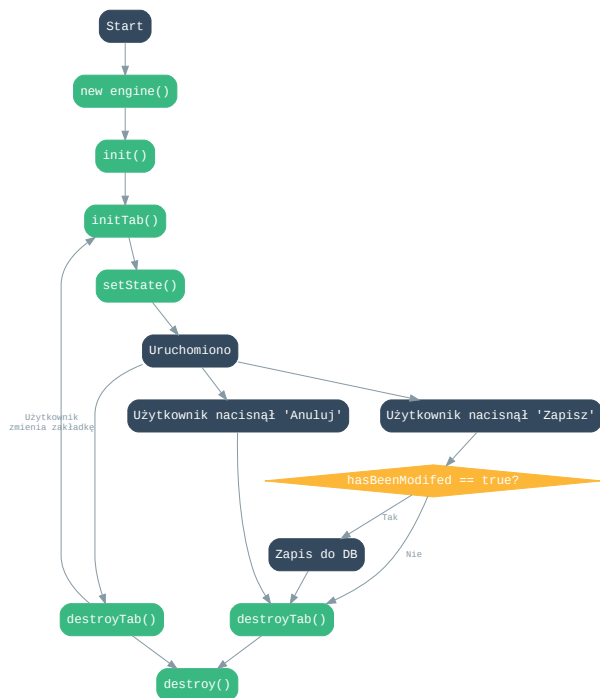 Start
new engine()
init()
initTab()
setState()
Uruchomiono
Użytkownik
zmienia zakładkę
Użytkownik nacisnął 'Anuluj'
Użytkownik nacisnął 'Zapisz'
hasBeenModifed == true?
Tak
Zapis do DB
Nie
destroyTab()
destroyTab()
destroy()